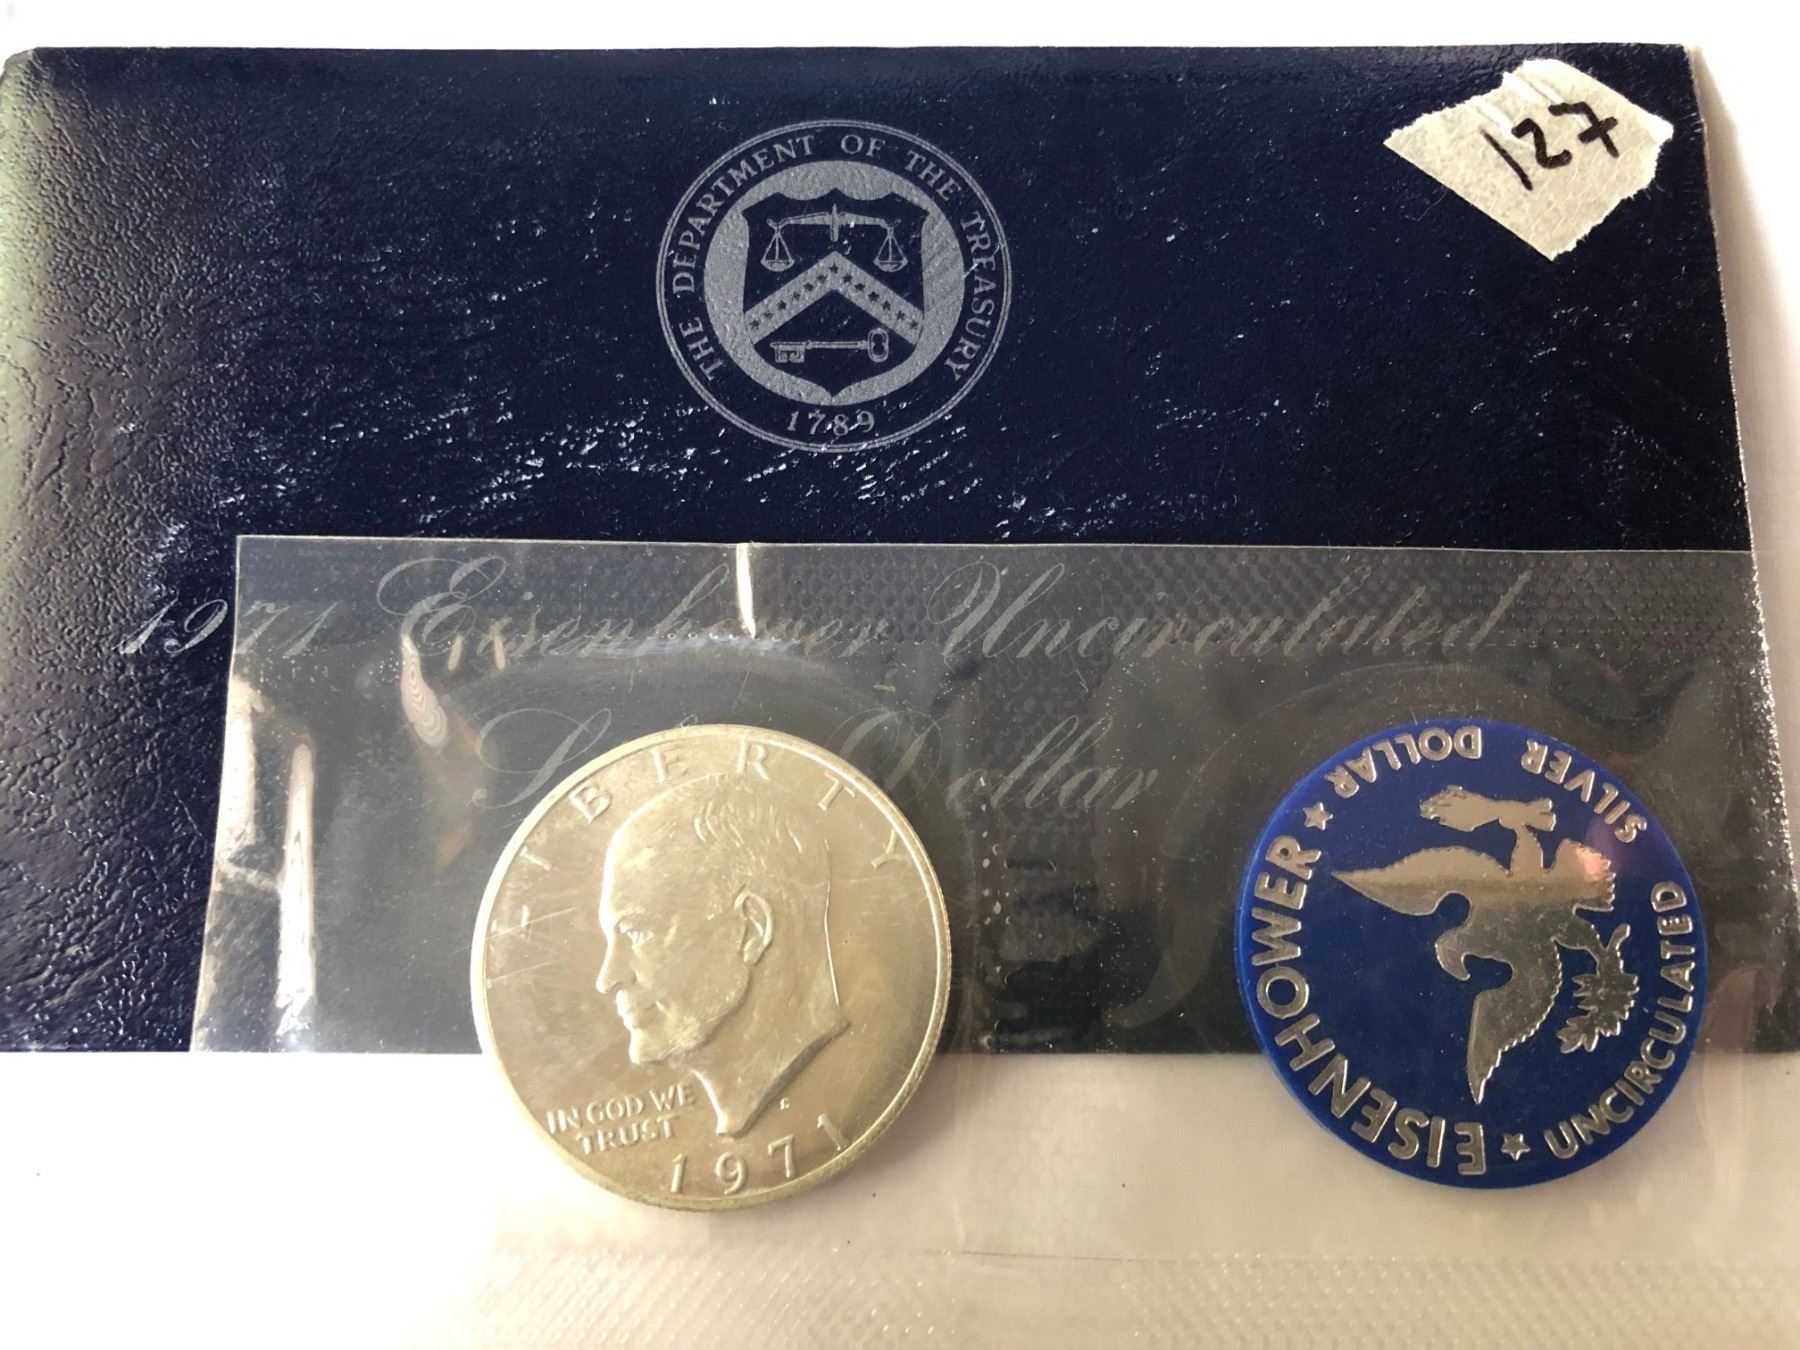 THE DEPARTMENT OF THE TREASURY
1789
127
1971 Eisenhower Uncirculated
Silver Dollar
LIBERTY
IN GOD WE
TRUST
S
1971
EISENHOWER
UNCIRCULATED
SILVER DOLLAR